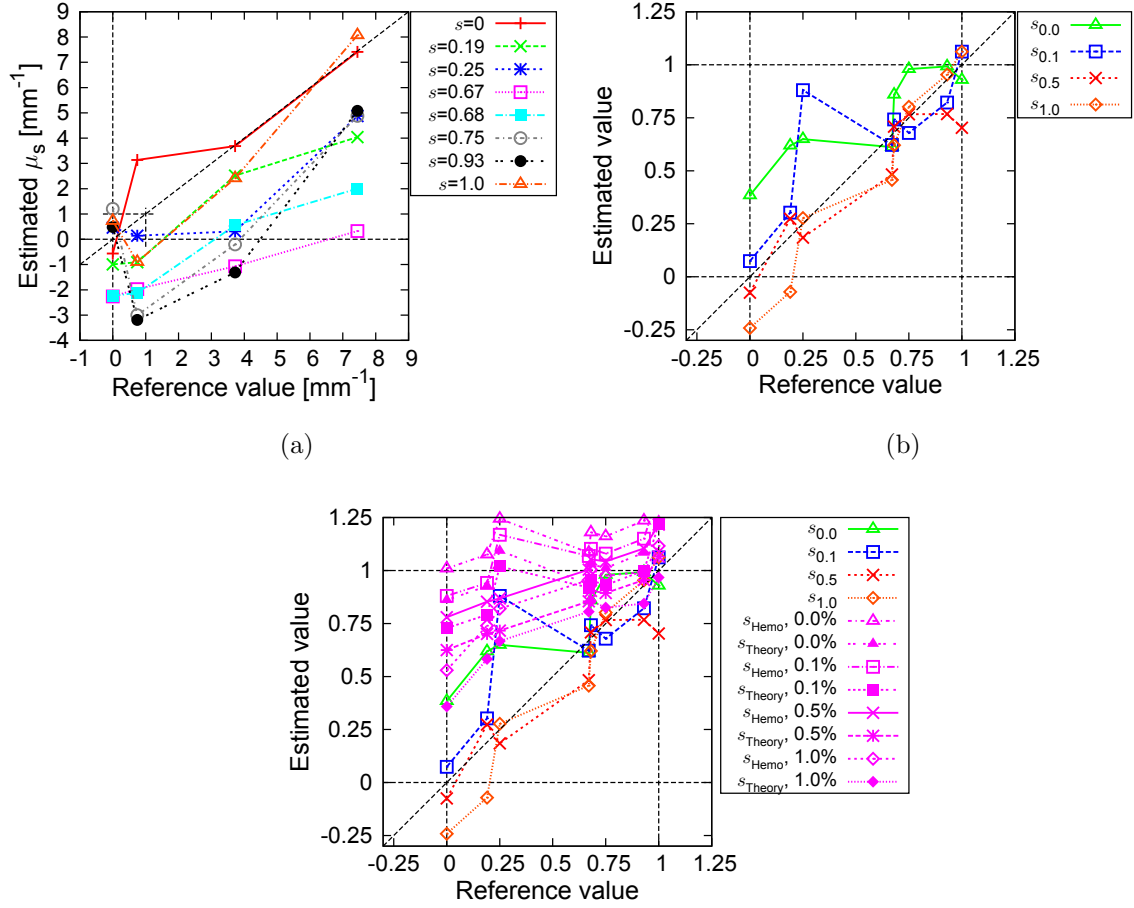 Estimated μs [mm-1]
9
8
7
6
5
4
3
2
1
0
-1
-2
-3
-4
-1 0 1 2 3 4 5 6 7 8 9
Reference value [mm-1]
s=0
s=0.19
s=0.25
s=0.67
s=0.68
s=0.75
s=0.93
s=1.0
(a)
Estimated value
1.25
1
0.75
0.5
0.25
0
-0.25
-0.25 0 0.25 0.5 0.75 1 1.25
Reference value
s0.0
s0.1
s0.5
s1.0
(b)
Estimated value
1.25
1
0.75
0.5
0.25
0
-0.25
-0.25 0 0.25 0.5 0.75 1 1.25
Reference value
s0.0
s0.1
s0.5
s1.0
sHemo, 0.0%
sTheory, 0.0%
sHemo, 0.1%
sTheory, 0.1%
sHemo, 0.5%
sTheory, 0.5%
sHemo, 1.0%
sTheory, 1.0%